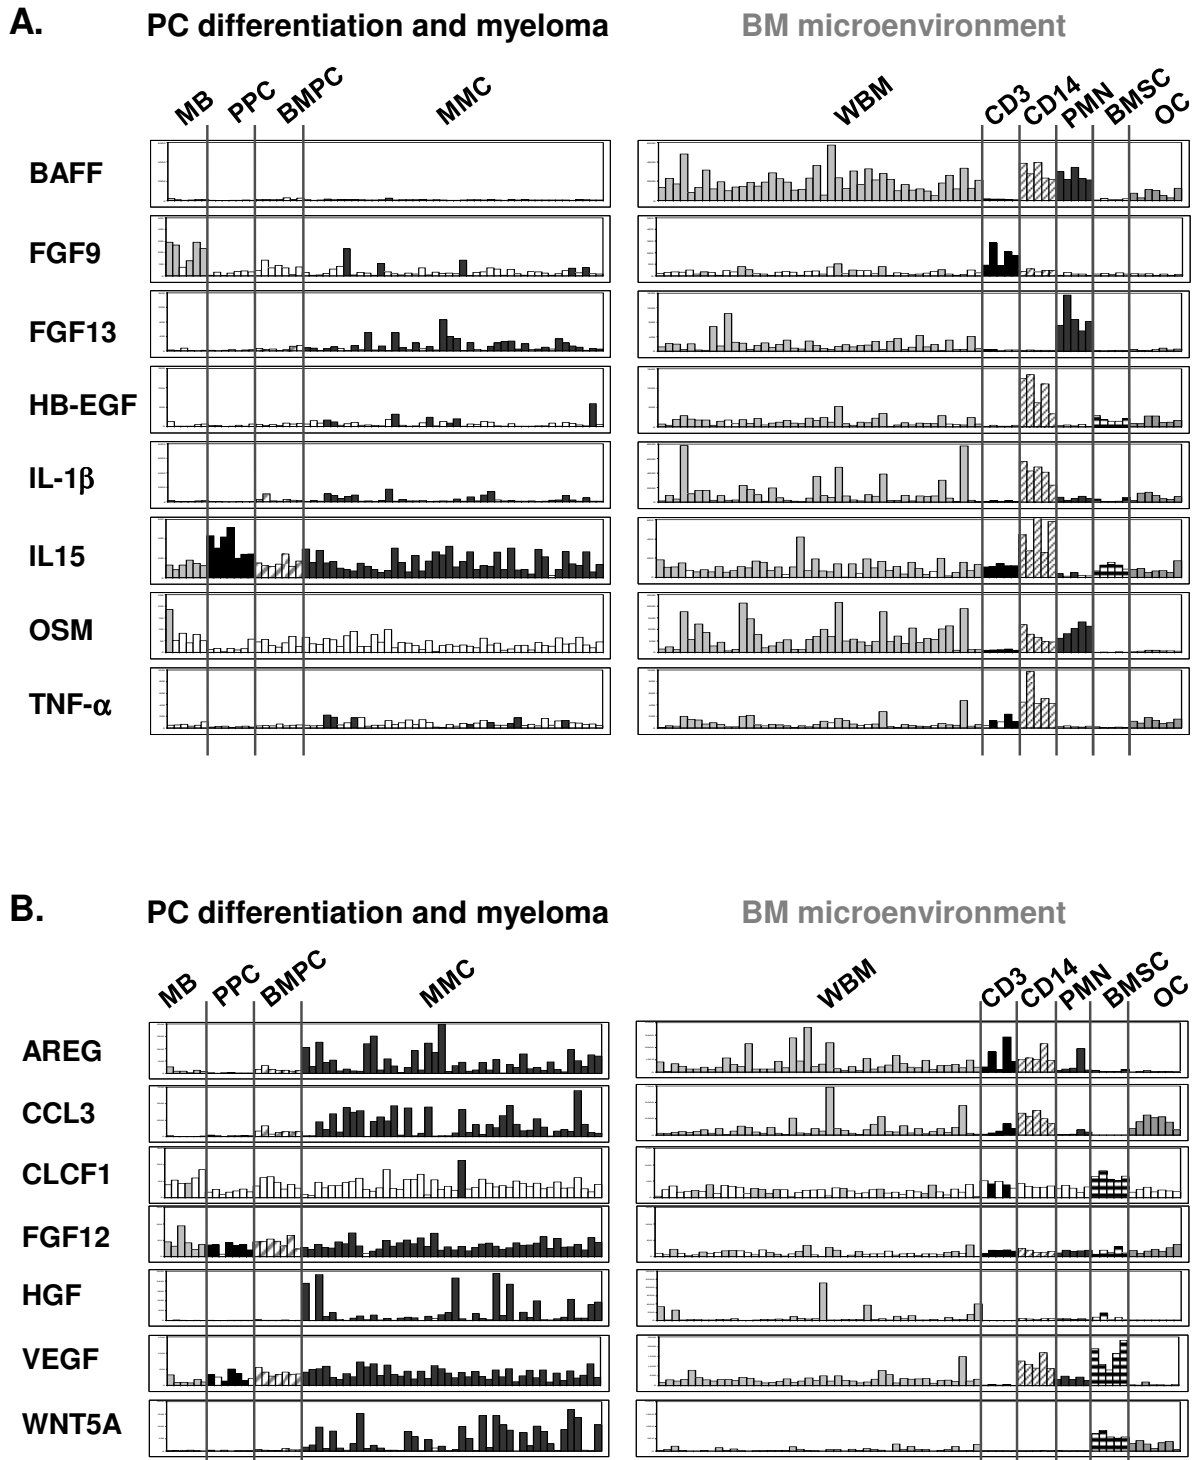 A. PC differentiation and myeloma BM microenvironment
MB PPC BMPC MMC WBM CD3 CD14 PMN BMSC OC
BAFF
FGF9
FGF13
HB-EGF
IL-1β
IL15
OSM
TNF-α
B. PC differentiation and myeloma BM microenvironment
MB PPC BMPC MMC WBM CD3 CD14 PMN BMSC OC
AREG
CCL3
CLCF1
FGF12
HGF
VEGF
WNT5A